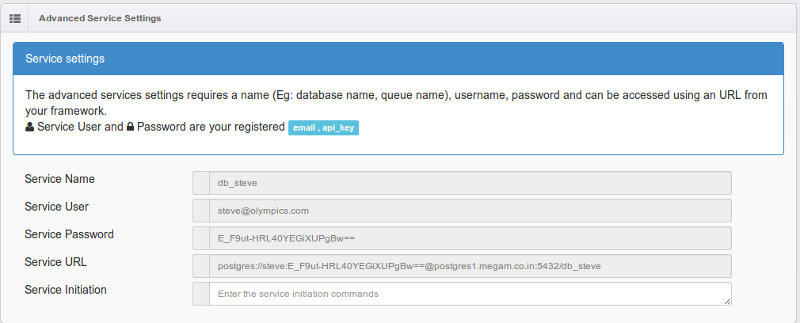 Advanced Service Settings
Service settings
The advanced services settings requires a name (Eg: database name, queue name), username, password and can be accessed using an URL from
your framework.
Service User and Password are your registered email , api_key
Service Name db_steve
Service User steve@olympics.com
Service Password E_F9ut-HRL40YEGiXUPgBw==
Service URL postgres://steve:E_F9ut-HRL40YEGiXUPgBw==@postgres1.megam.co.in:5432/db_steve
Service Initiation Enter the service initiation commands